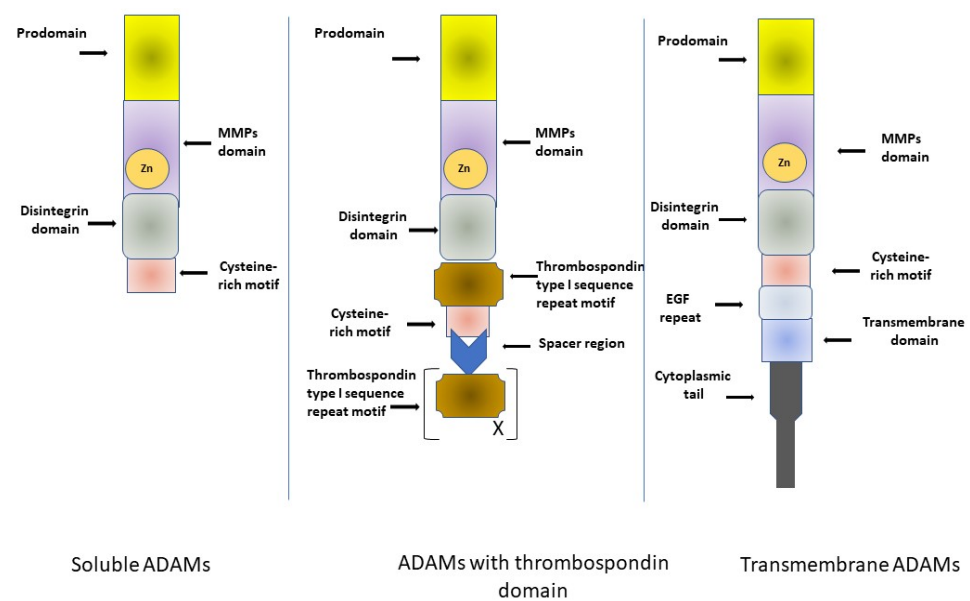 Prodomain
MMPs
domain
Zn
Disintegrin
domain
Cysteine-
rich motif
Soluble ADAMs
Prodomain
MMPs
domain
Zn
Disintegrin
domain
Thrombospondin
type I sequence
repeat motif
Cysteine-
rich motif
Spacer region
Thrombospondin
type I sequence
repeat motif
X
ADAMs with thrombospondin
domain
Prodomain
MMPs
domain
Zn
Disintegrin
domain
Cysteine-
rich motif
EGF
repeat
Transmembrane
domain
Cytoplasmic
tail
Transmembrane ADAMs